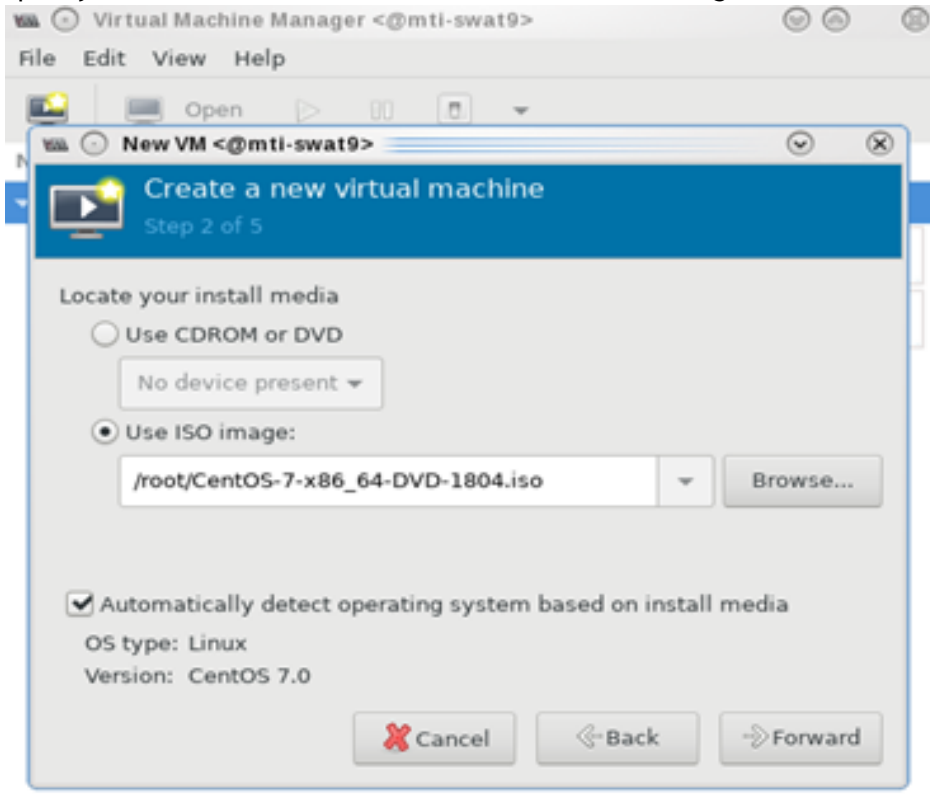 Virtual Machine Manager <@mti-swat9>
File Edit View Help
Open
New VM <@mti-swat9>
Create a new virtual machine
Step 2 of 5
Locate your install media
Use CDROM or DVD
No device present
Use ISO image:
/root/CentOS-7-x86_64-DVD-1804.iso
Browse...
Automatically detect operating system based on install media
OS type: Linux
Version: CentOS 7.0
Cancel Back Forward